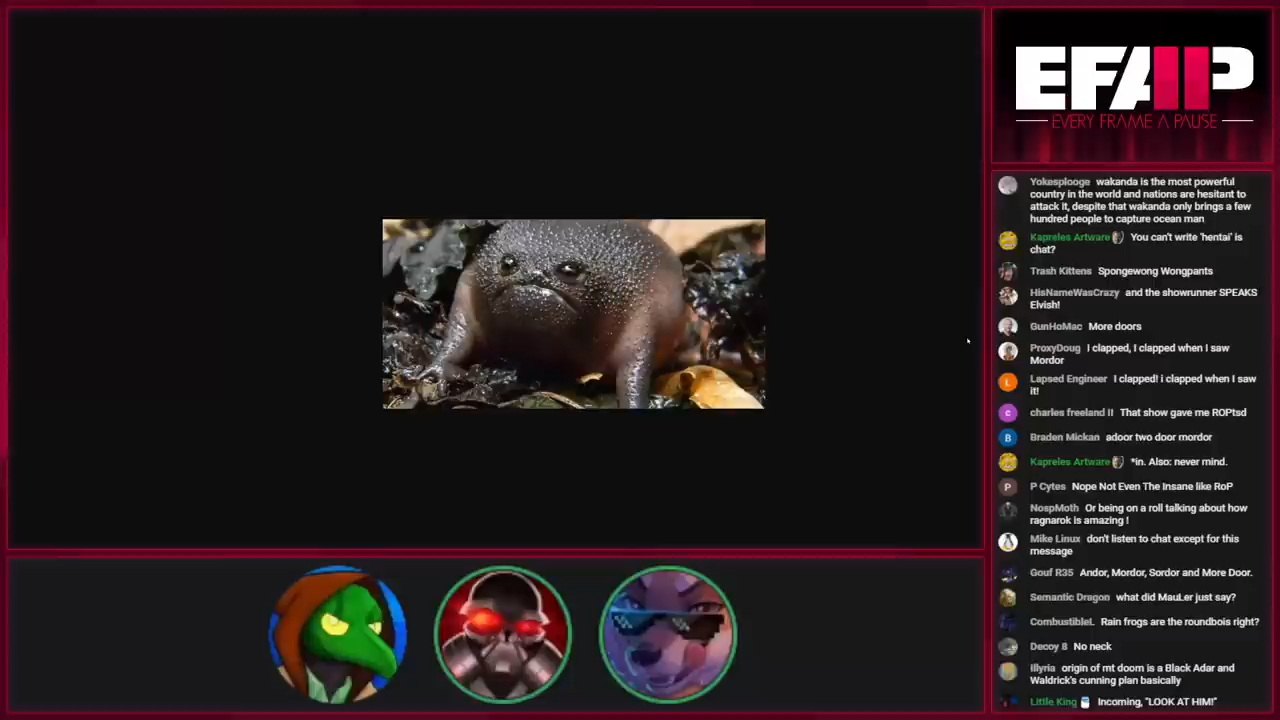 EFAP
EVERY FRAME A PAUSE
Yokesplooge wakanda is the most powerful
country in the world and nations are hesitant to
attack it, despite that wakanda only brings a few
hundred people to capture ocean man
Kapreles Artware You can't write 'hentai' is
chat?
Trash Kittens Spongewong Wongpants
HisNameWasCrazy and the showrunner SPEAKS
Elvish!
GunHoMac More doors
ProxyDoug I clapped, I clapped when I saw
Mordor
L
Lapsed Engineer I clapped! i clapped when I saw
it!
c
charles freeland II That show gave me ROPtsd
B
Braden Mickan adoor two door mordor
Kapreles Artware *in. Also: never mind.
P
P Cytes Nope Not Even The Insane like RoP
NospMoth Or being on a roll talking about how
ragnarok is amazing !
Mike Linux don't listen to chat except for this
message
Gouf R35 Andor, Mordor, Sordor and More Door.
Semantic Dragon what did MauLer just say?
CombustibleL Rain frogs are the roundbois right?
Decoy 8 No neck
Illyria origin of mt doom is a Black Adar and
Waldrick's cunning plan basically
Little King Incoming, "LOOK AT HIM!"